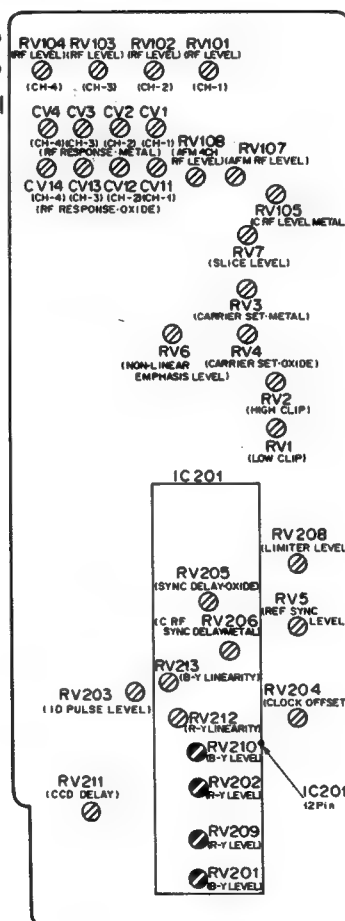 RV104 RV103 RV102 RV101
(RF LEVEL)(RF LEVEL)(RF LEVEL) (RF LEVEL)
(CH-4) (CH-3) (CH-2) (CH-1)
CV4 CV3 CV2 CV1
(CH-4) (CH-3) (CH-2) (CH-1)
(RF RESPONSE-METAL)
RV108
(AFM 4CH
RF LEVEL)
RV107
(AFM RF LEVEL)
CV14 CV13 CV12 CV11
(CH-4) (CH-3) (CH-2)(CH-1)
(RF RESPONSE-OXIDE)
RV105
(C RF LEVEL METAL
RV7
(SLICE LEVEL)
RV3
(CARRIER SET-METAL)
RV6
(NON-LINEAR
EMPHASIS LEVEL)
RV4
(CARRIER SET-OXIDE)
RV2
(HIGH CLIP)
RV1
(LOW CLIP)
IC201
RV208
(LIMITER LEVEL
RV205
(SYNC DELAY-OXIDE)
RV5
(REF SYNC
LEVEL)
(C RF RV206
SYNC DELAY-METAL)
RV213
(B-Y LINEARITY)
RV203
(ID PULSE LEVEL)
RV204
(CLOCK OFFSET
RV212
(R-Y LINEARITY)
RV210
(B-Y LEVEL)
RV202
(R-Y LEVEL)
IC201
12Pin
RV211
(CCD DELAY)
RV209
(R-Y LEVEL)
RV201
(B-Y LEVEL)